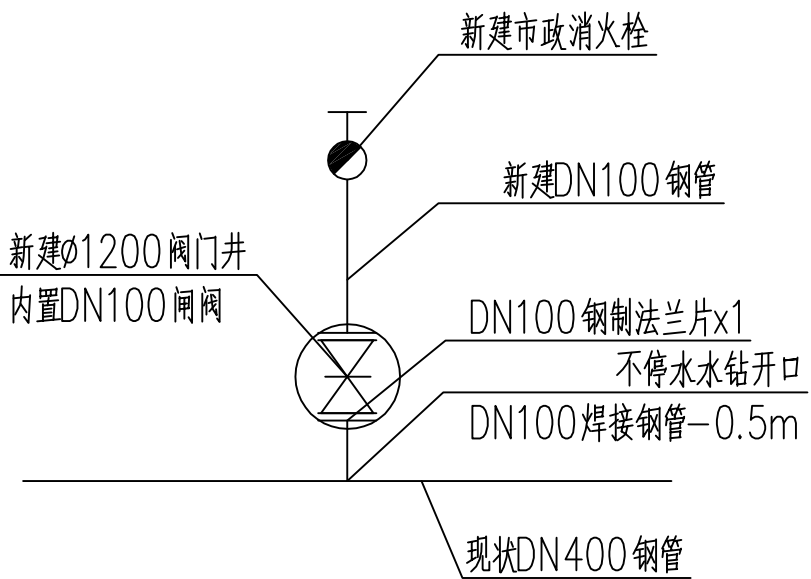 新建市政消火栓
新建DN100钢管
新建ø1200阀门井
内置DN100闸阀
DN100钢制法兰片x1
不停水水钻开口
DN100焊接钢管-0.5m
现状DN400钢管